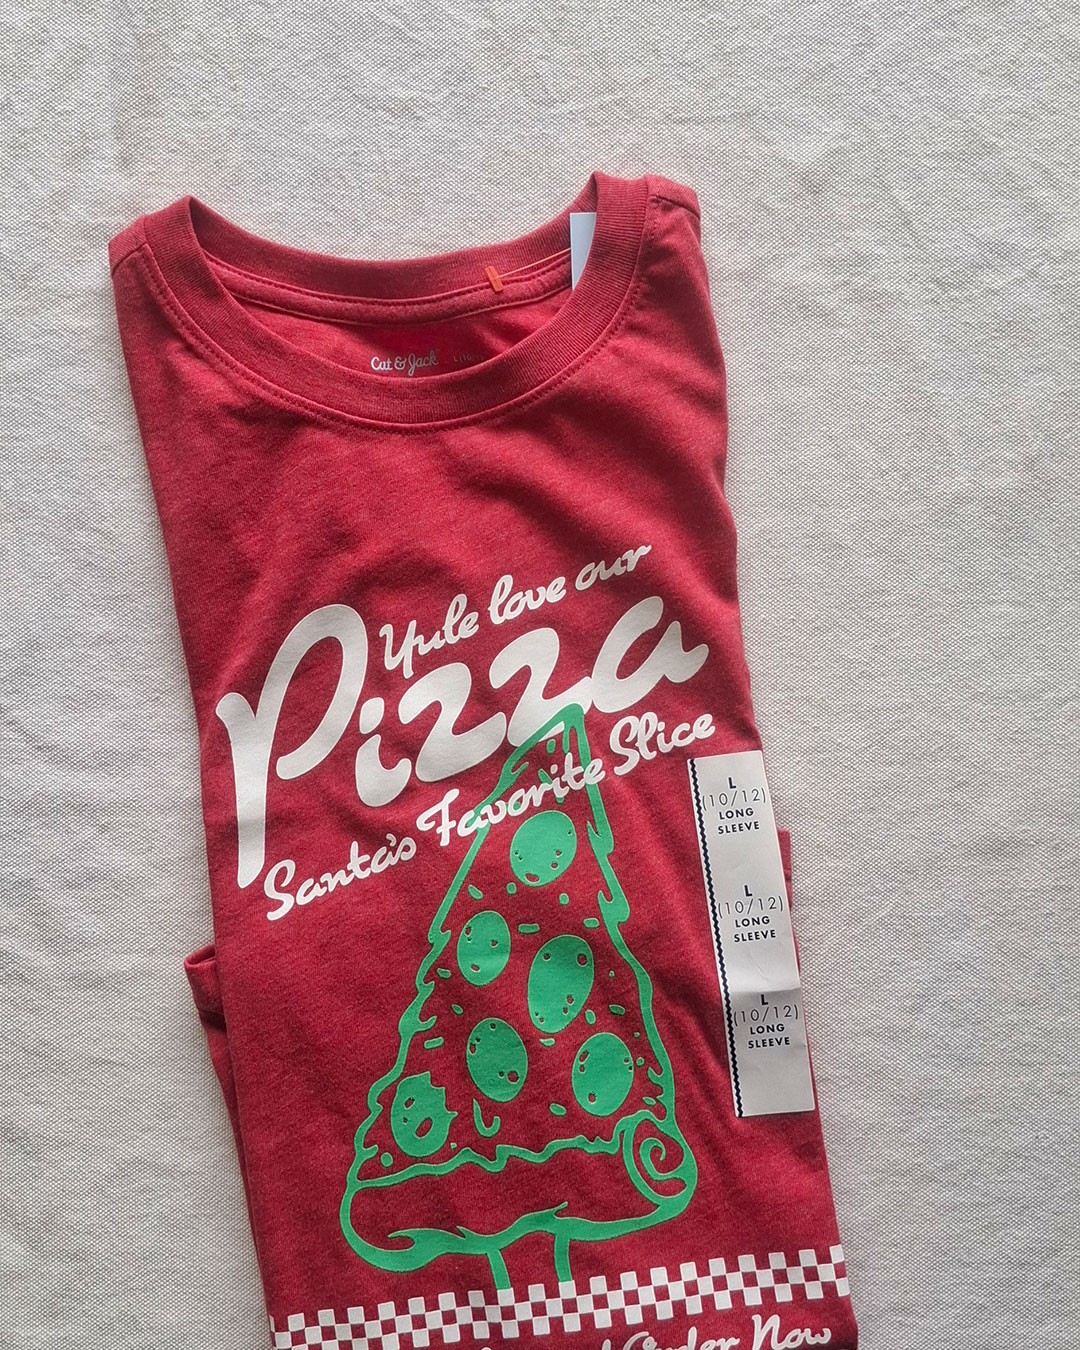 Cat & Jack
Yule love our
Pizza
Santa's Favorite Slice
L
(10/12)
LONG
SLEEVE
L
(10/12)
LONG
SLEEVE
L
(10/12)
LONG
SLEEVE
Order Now